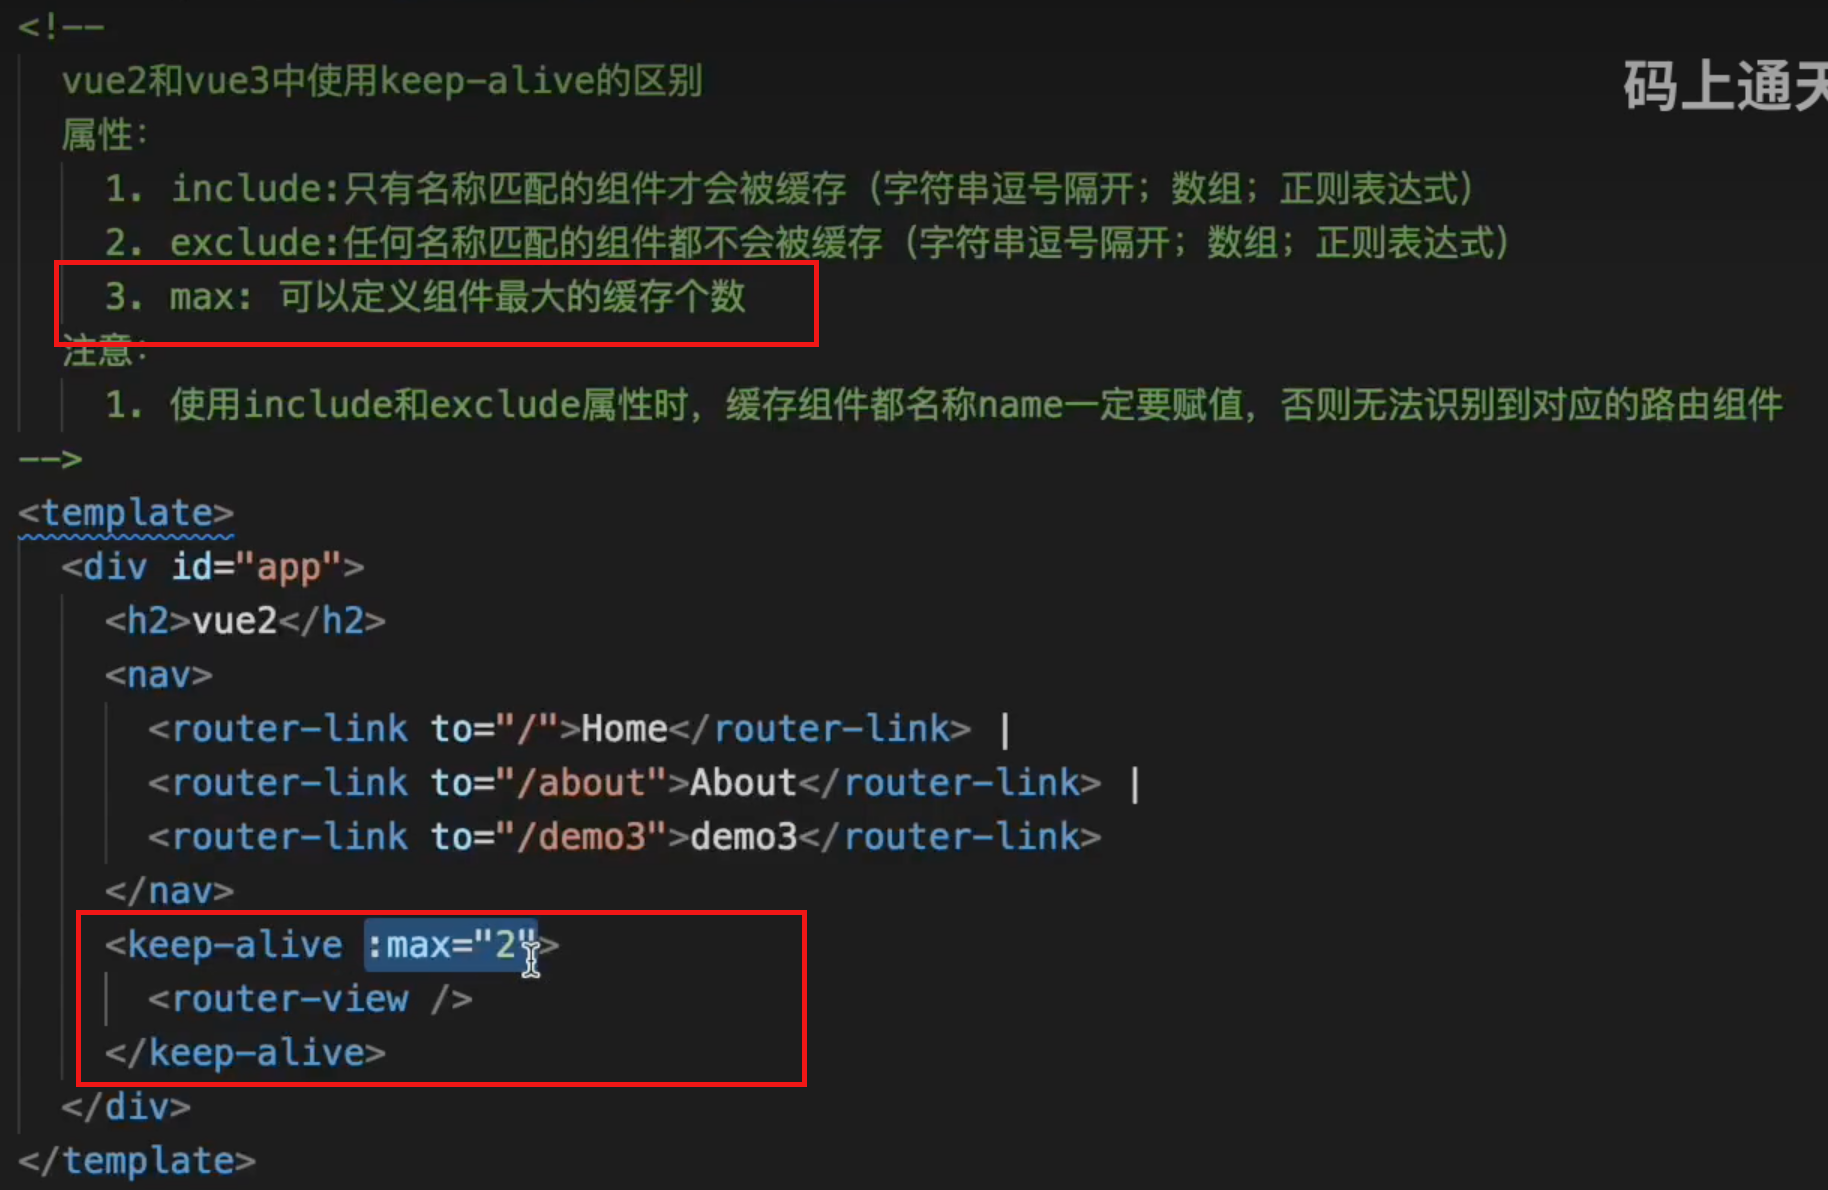 <!--
码上通天
vue2和vue3中使用keep-alive的区别
属性：
1. include:只有名称匹配的组件才会被缓存（字符串逗号隔开；数组；正则表达式）
2. exclude:任何名称匹配的组件都不会被缓存（字符串逗号隔开；数组；正则表达式）
3. max: 可以定义组件最大的缓存个数
注意：
1. 使用include和exclude属性时，缓存组件都名称name一定要赋值，否则无法识别到对应的路由组件
-->
<template>
<div id="app">
<h2>vue2</h2>
<nav>
<router-link to="/">Home</router-link> |
<router-link to="/about">About</router-link> |
<router-link to="/demo3">demo3</router-link>
</nav>
<keep-alive :max="2">
<router-view />
</keep-alive>
</div>
</template>